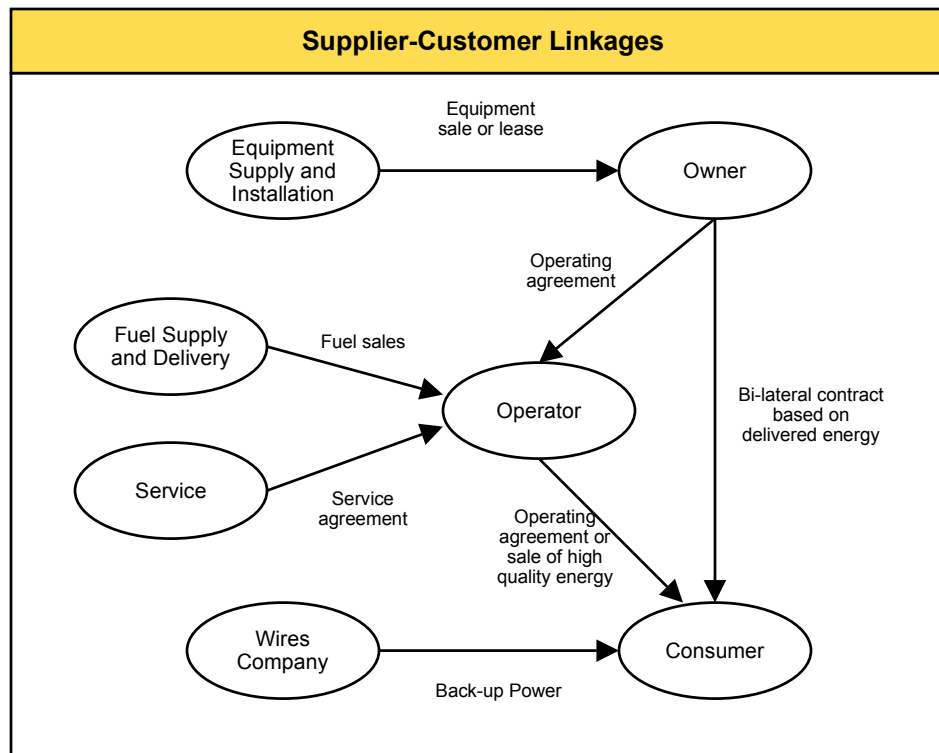 Supplier-Customer Linkages
Equipment
sale or lease
Equipment
Supply and
Installation
Owner
Operating
agreement
Fuel Supply
and Delivery
Fuel sales
Operator
Bi-lateral contract
based on
delivered energy
Service
Service
agreement
Operating
agreement or
sale of high
quality energy
Wires
Company
Consumer
Back-up Power